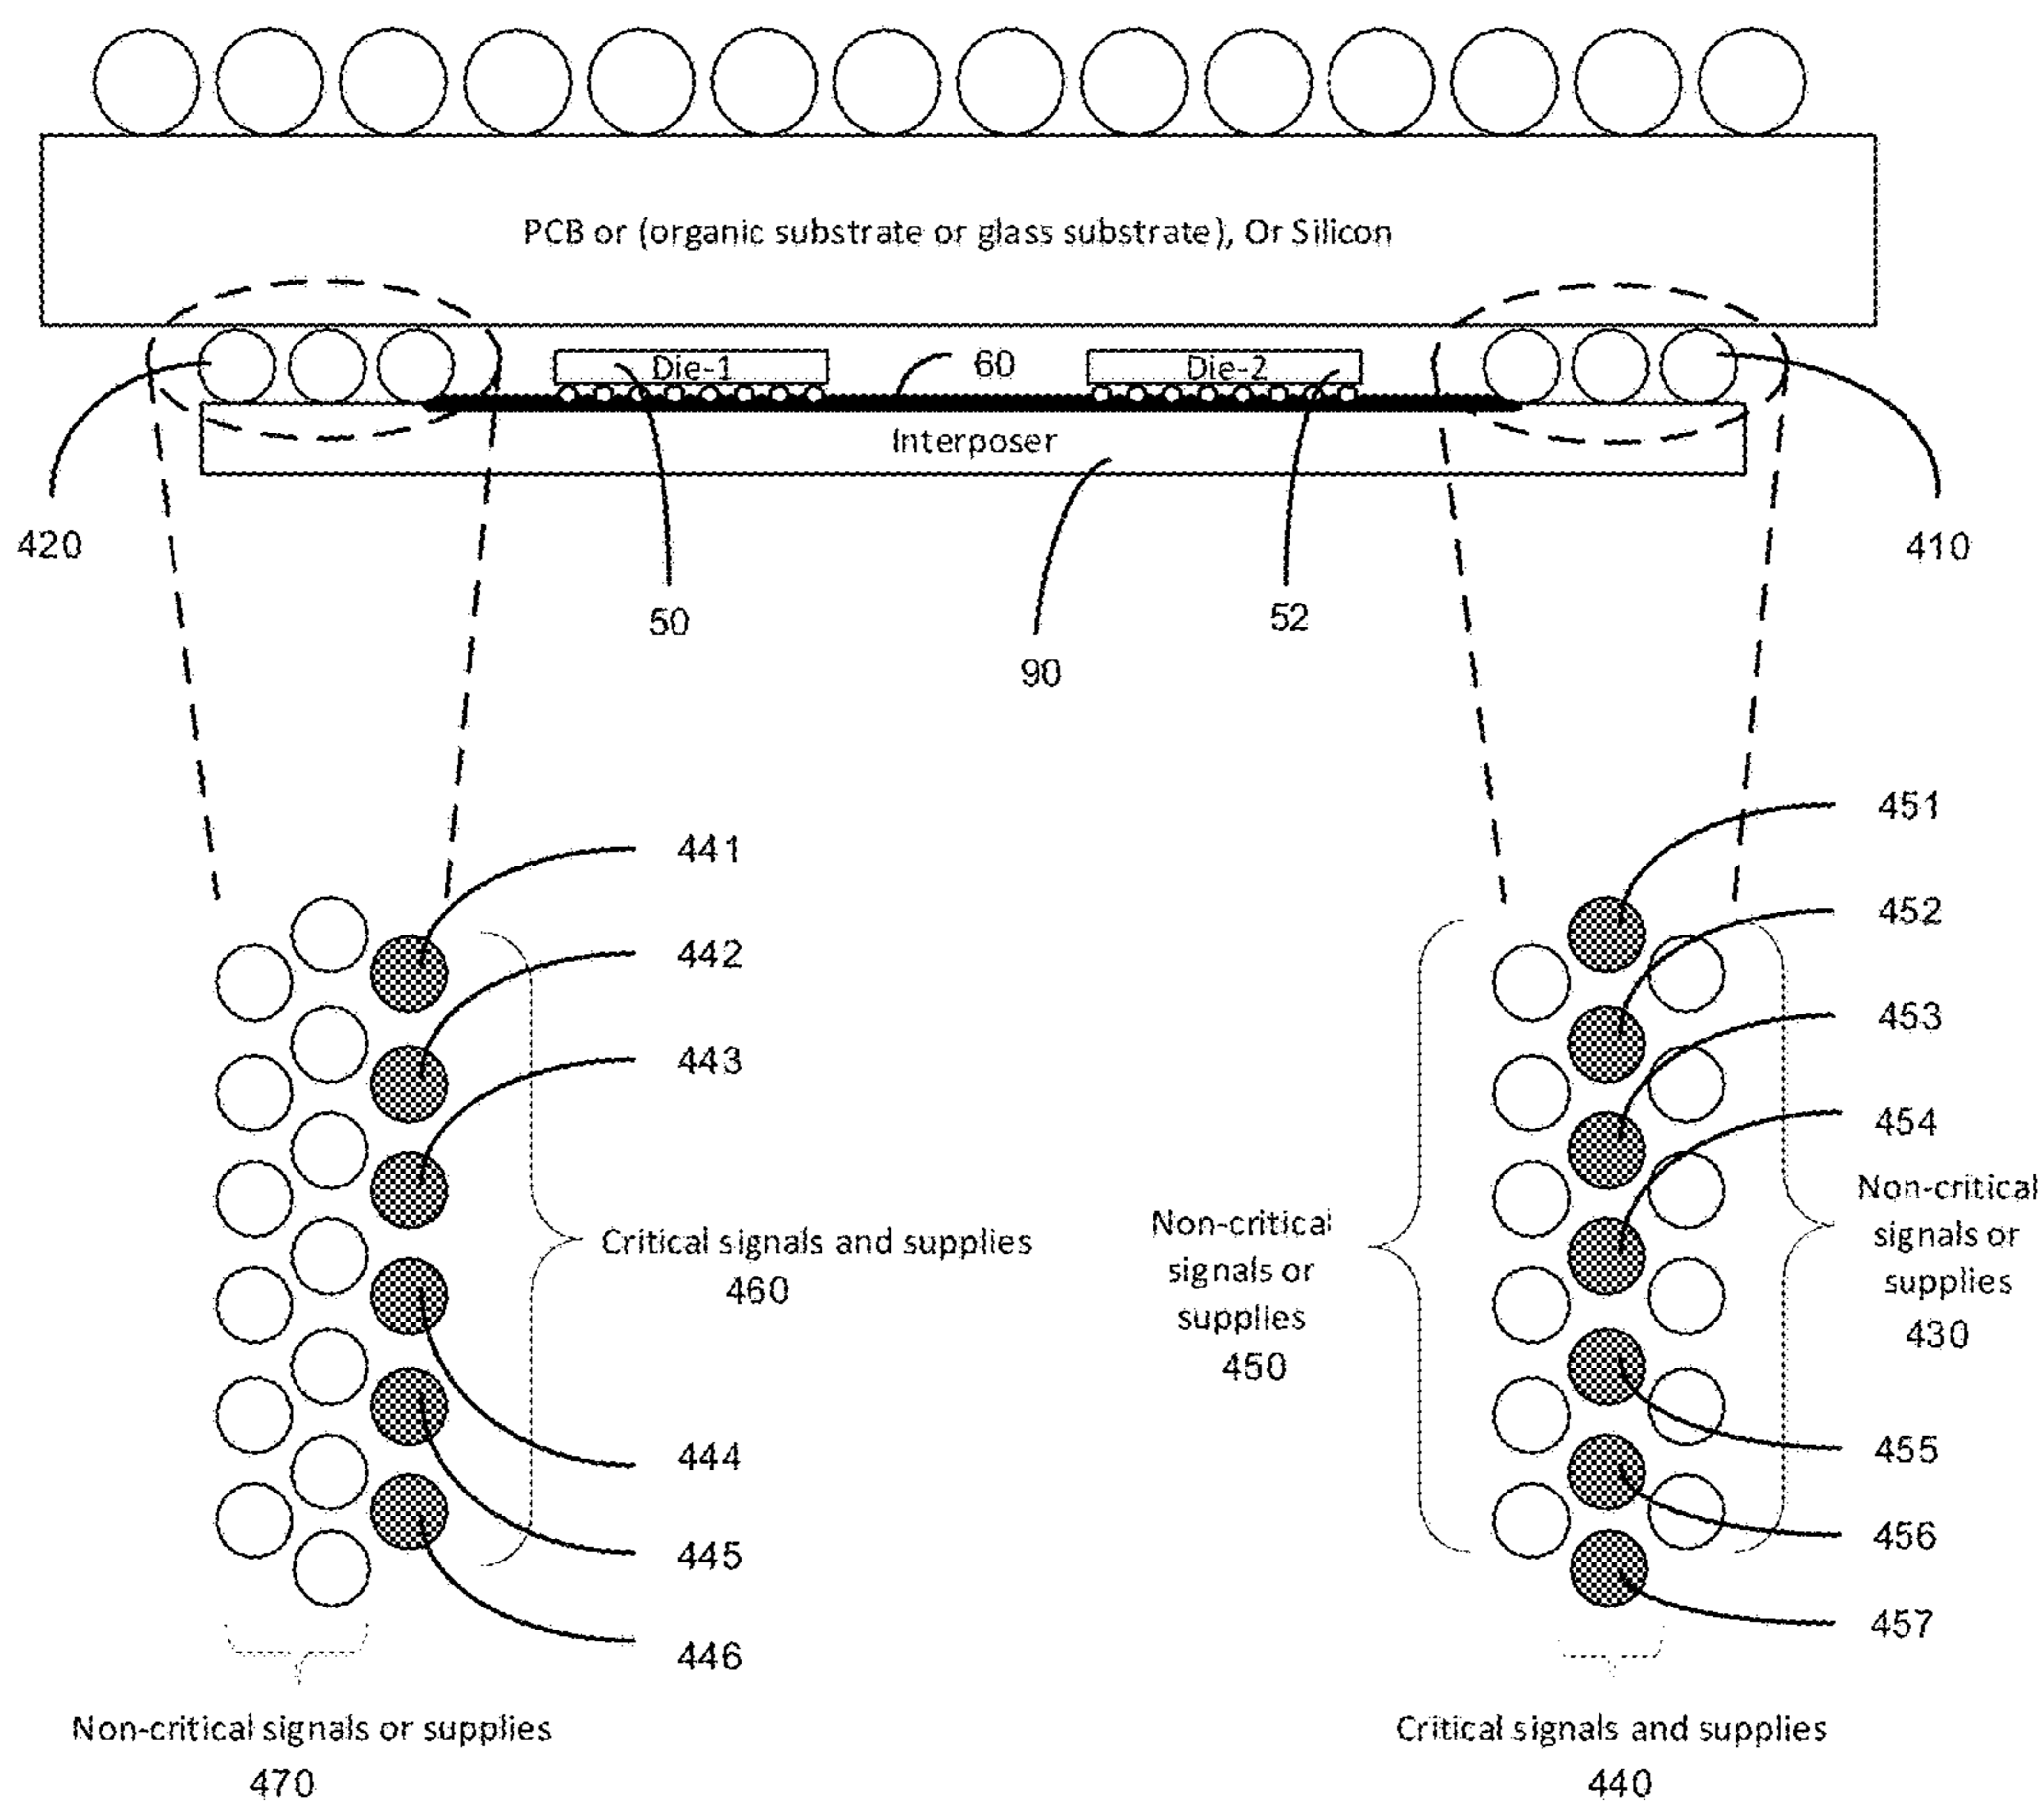 PCB or (organic substrate or glass substrate), Or Silicon
Die-1
60
Die-2
Interposer
420
410
50
52
90
451
441
452
442
453
443
454
Non-critical
signals or
supplies
430
Critical signals and supplies
460
Non-critical
signals or
supplies
450
444
455
445
456
446
457
Non-critical signals or supplies
470
Critical signals and supplies
440